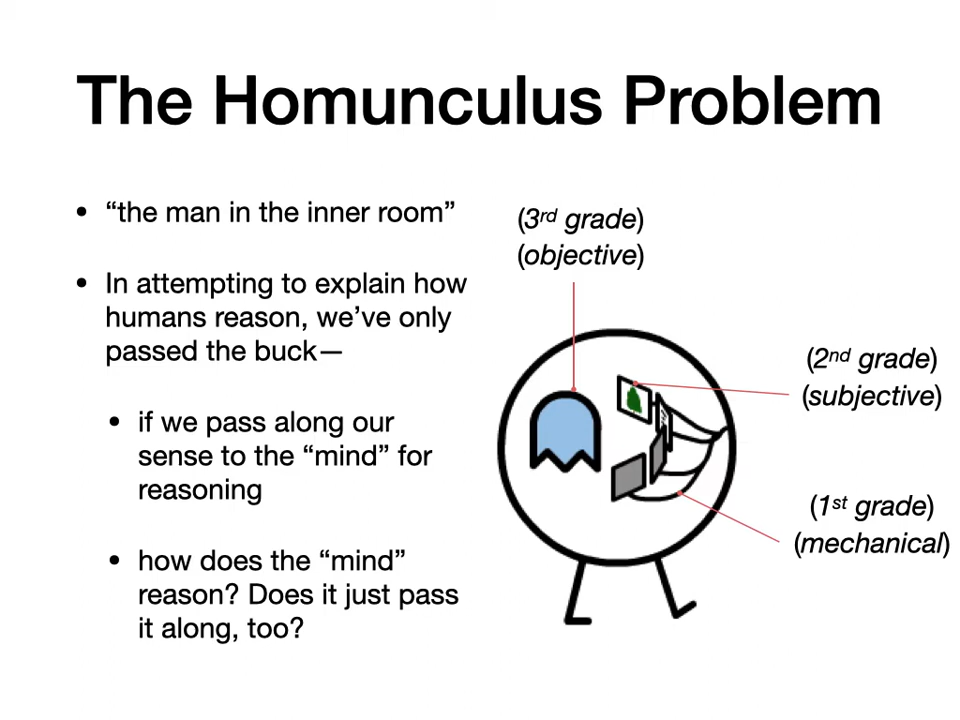 The Homunculus Problem
• “the man in the inner room”
• In attempting to explain how
humans reason, we’ve only
passed the buck—
• if we pass along our
sense to the “mind” for
reasoning
• how does the “mind”
reason? Does it just pass
it along, too?
(3rd grade)
(objective)
(2nd grade)
(subjective)
(1st grade)
(mechanical)